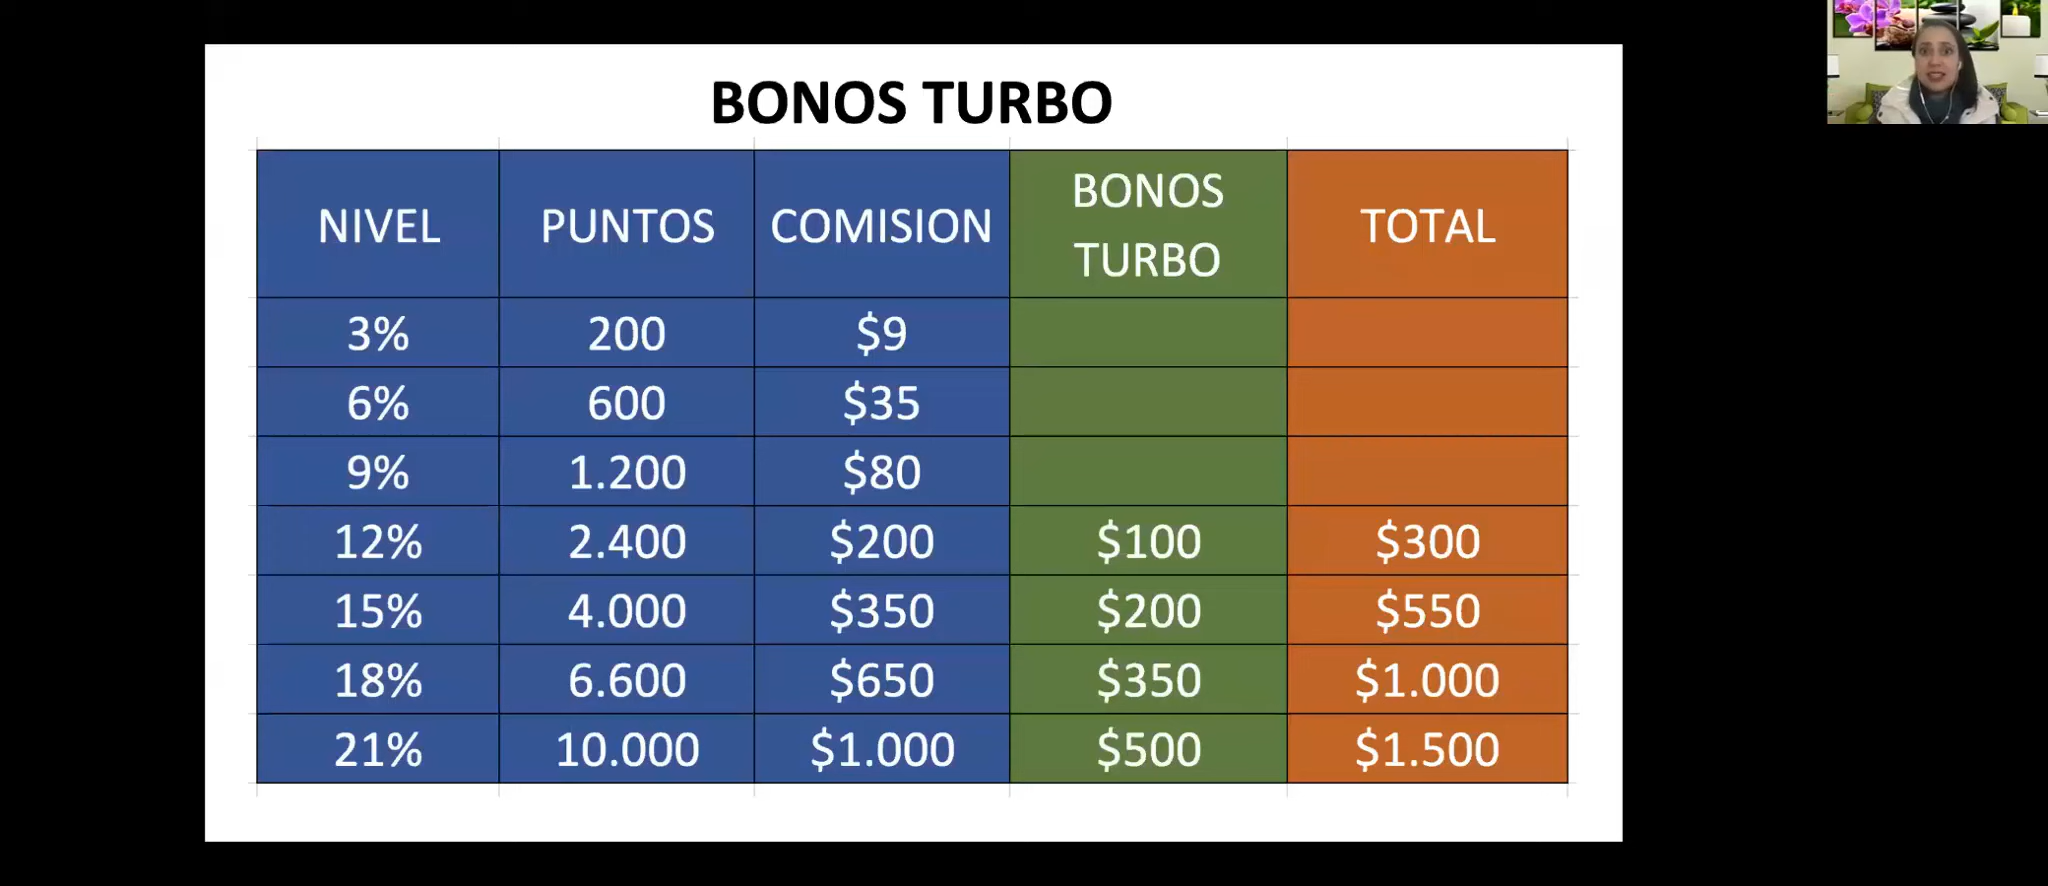 BONOS TURBO
NIVEL PUNTOS COMISION BONOS TURBO TOTAL
3% 200 $9
6% 600 $35
9% 1.200 $80
12% 2.400 $200 $100 $300
15% 4.000 $350 $200 $550
18% 6.600 $650 $350 $1.000
21% 10.000 $1.000 $500 $1.500